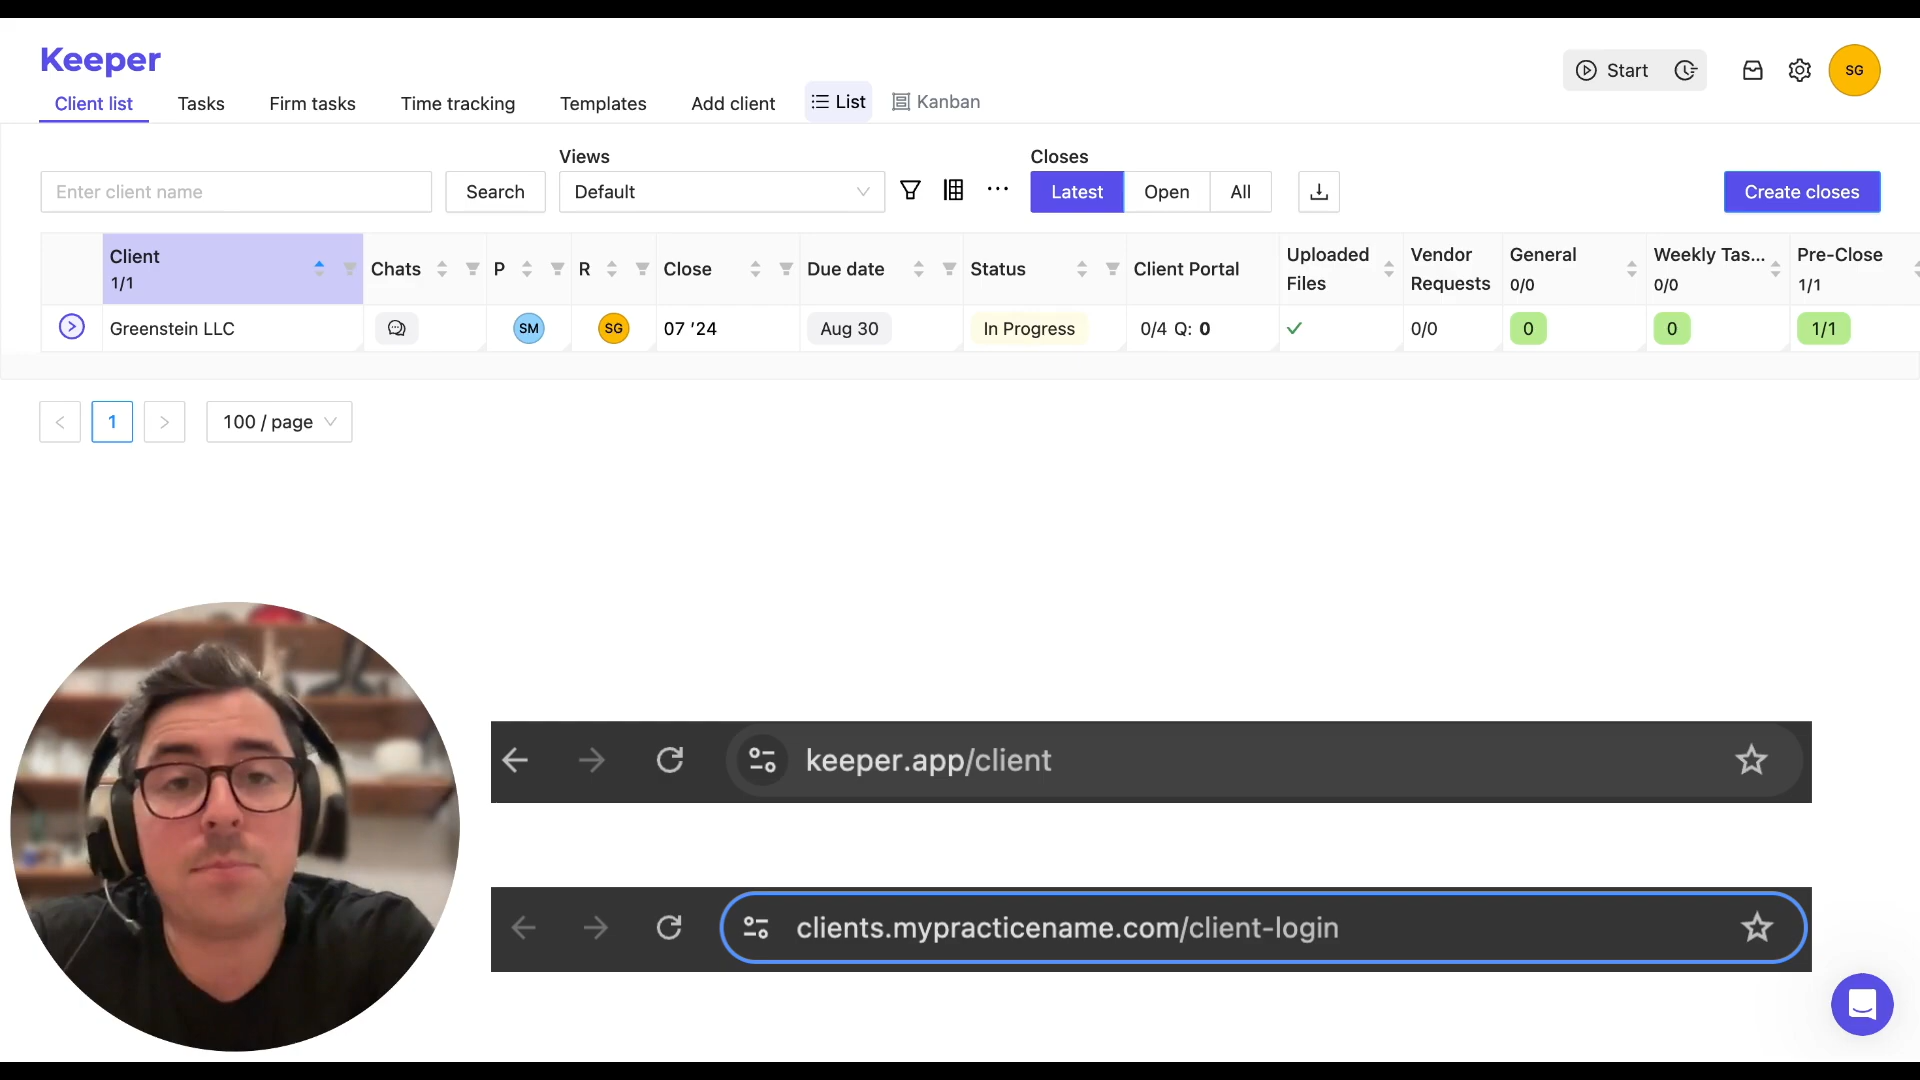 Keeper
Start
SG
Client list
Tasks
Firm tasks
Time tracking
Templates
Add client
List
Kanban
Views
Closes
Enter client name
Search
Default
Latest
Open
All
Create closes
Client
1/1
Chats
P
R
Close
Due date
Status
Client Portal
Uploaded
Files
Vendor
Requests
General
0/0
Weekly Tas...
0/0
Pre-Close
1/1
Greenstein LLC
SM
SG
07 '24
Aug 30
In Progress
0/4 Q: 0
0/0
0
0
1/1
< 1 >
100 / page
keeper.app/client
clients.mypracticename.com/client-login